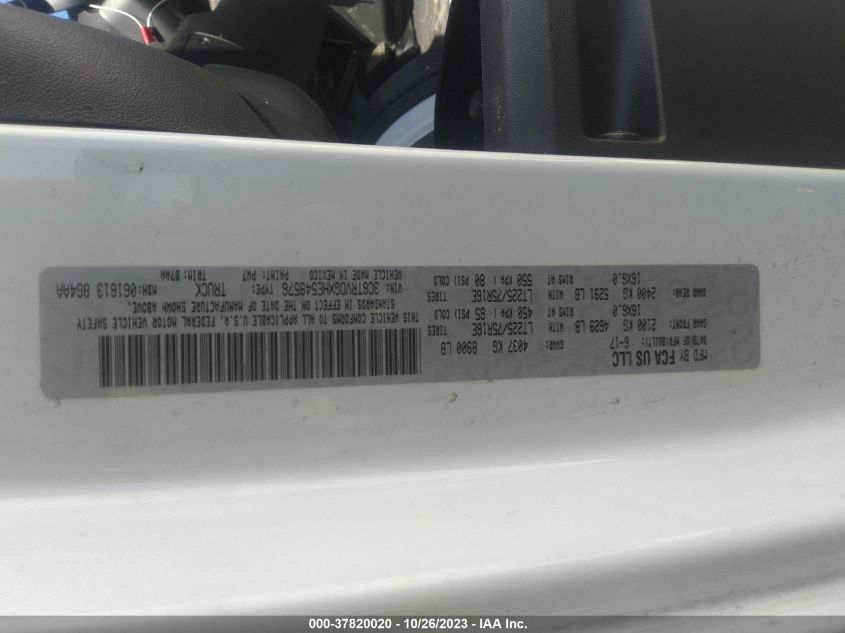 MFD BY FCA US LLC
DATE OF MFR(BUILT): 6-17 GVWR: 4037 KG 8900 LB
GAWR FRONT: 2100 KG 4629 LB WITH LT225/75R16E TIRES
16X6.0 RIMS AT 450 KPA ( 65 PSI) COLD
GAWR REAR: 2400 KG 5291 LB WITH LT225/75R16E TIRES
16X6.0 RIMS AT 550 KPA ( 80 PSI) COLD
THIS VEHICLE CONFORMS TO ALL APPLICABLE U.S.A. FEDERAL MOTOR VEHICLE SAFETY
STANDARDS IN EFFECT ON THE DATE OF MANUFACTURE SHOWN ABOVE.
VIN: 3C6TRVDGXHE549576 TYPE: TRUCK MDH:061613 864AA
VEHICLE MADE IN MEXICO PAINT: PW7 TRIM: B7AA
000-37820020 - 10/26/2023 - IAA Inc.